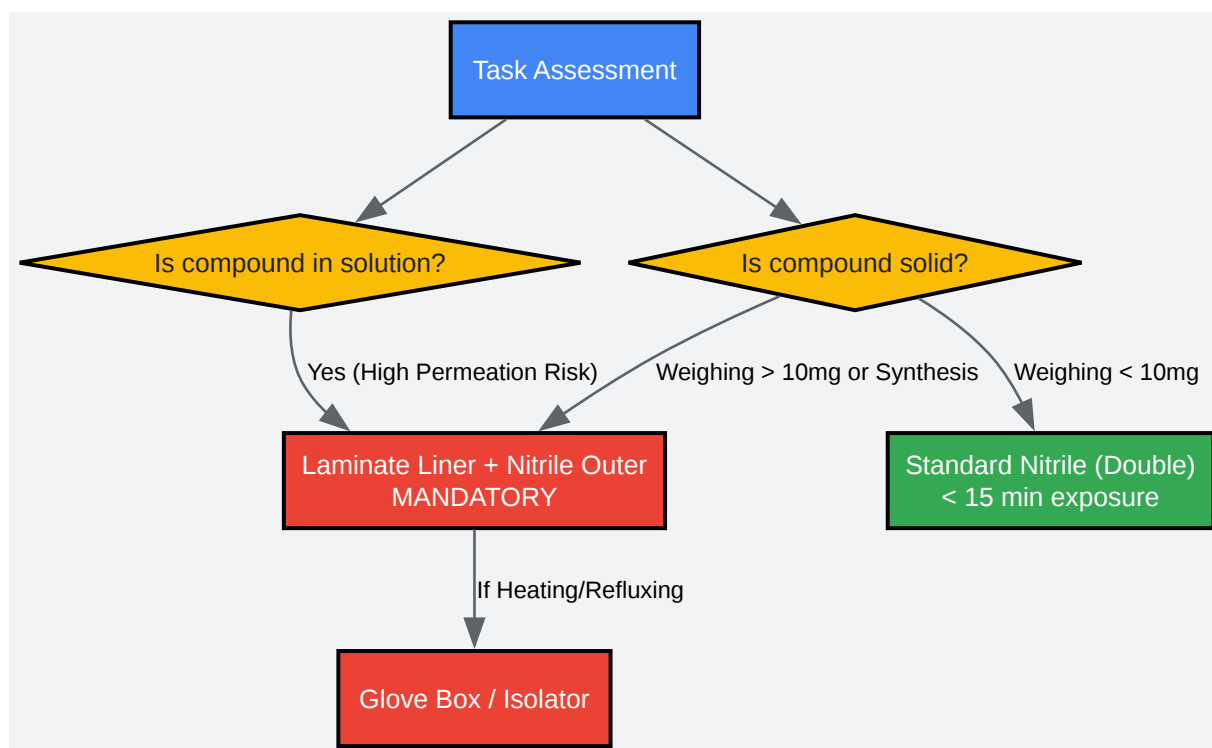 Task Assessment
Is compound in solution?
Is compound solid?
Yes (High Permeation Risk)
Weighing > 10mg or Synthesis
Weighing < 10mg
Laminate Liner + Nitrile Outer
MANDATORY
Standard Nitrile (Double)
< 15 min exposure
If Heating/Refluxing
Glove Box / Isolator